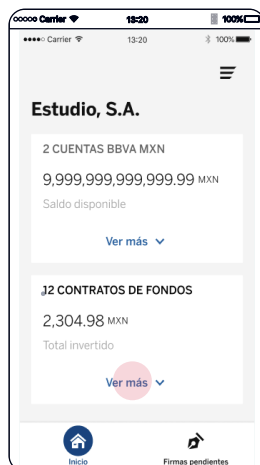 ooooo Carrier 13:20 100%
Carrier 13:20 100%
Estudio, S.A.
2 CUENTAS BBVA MXN
9,999,999,999,999.99 MXN
Saldo disponible
Ver más
12 CONTRATOS DE FONDOS
2,304.98 MXN
Total invertido
Ver más
Inicio Firmas pendientes